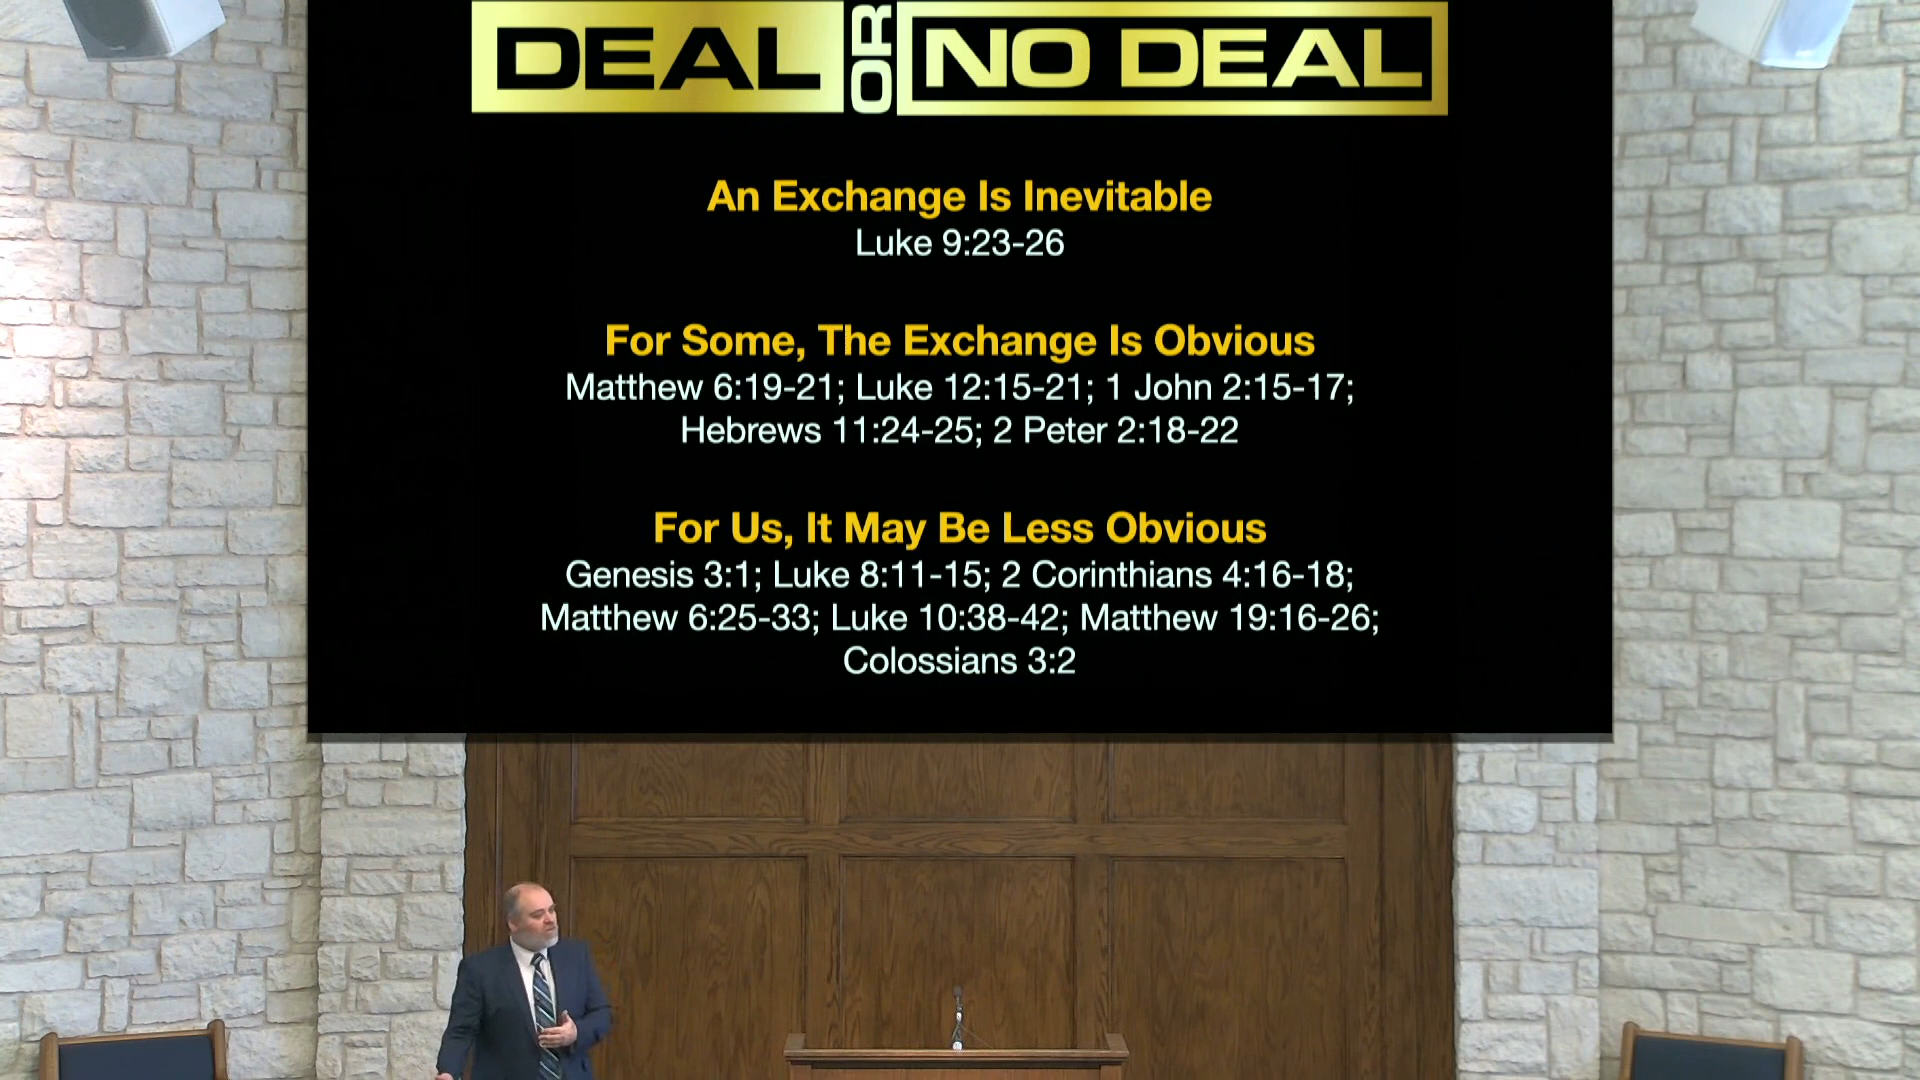 DEAL OR NO DEAL
An Exchange Is Inevitable
Luke 9:23-26
For Some, The Exchange Is Obvious
Matthew 6:19-21; Luke 12:15-21; 1 John 2:15-17;
Hebrews 11:24-25; 2 Peter 2:18-22
For Us, It May Be Less Obvious
Genesis 3:1; Luke 8:11-15; 2 Corinthians 4:16-18;
Matthew 6:25-33; Luke 10:38-42; Matthew 19:16-26;
Colossians 3:2